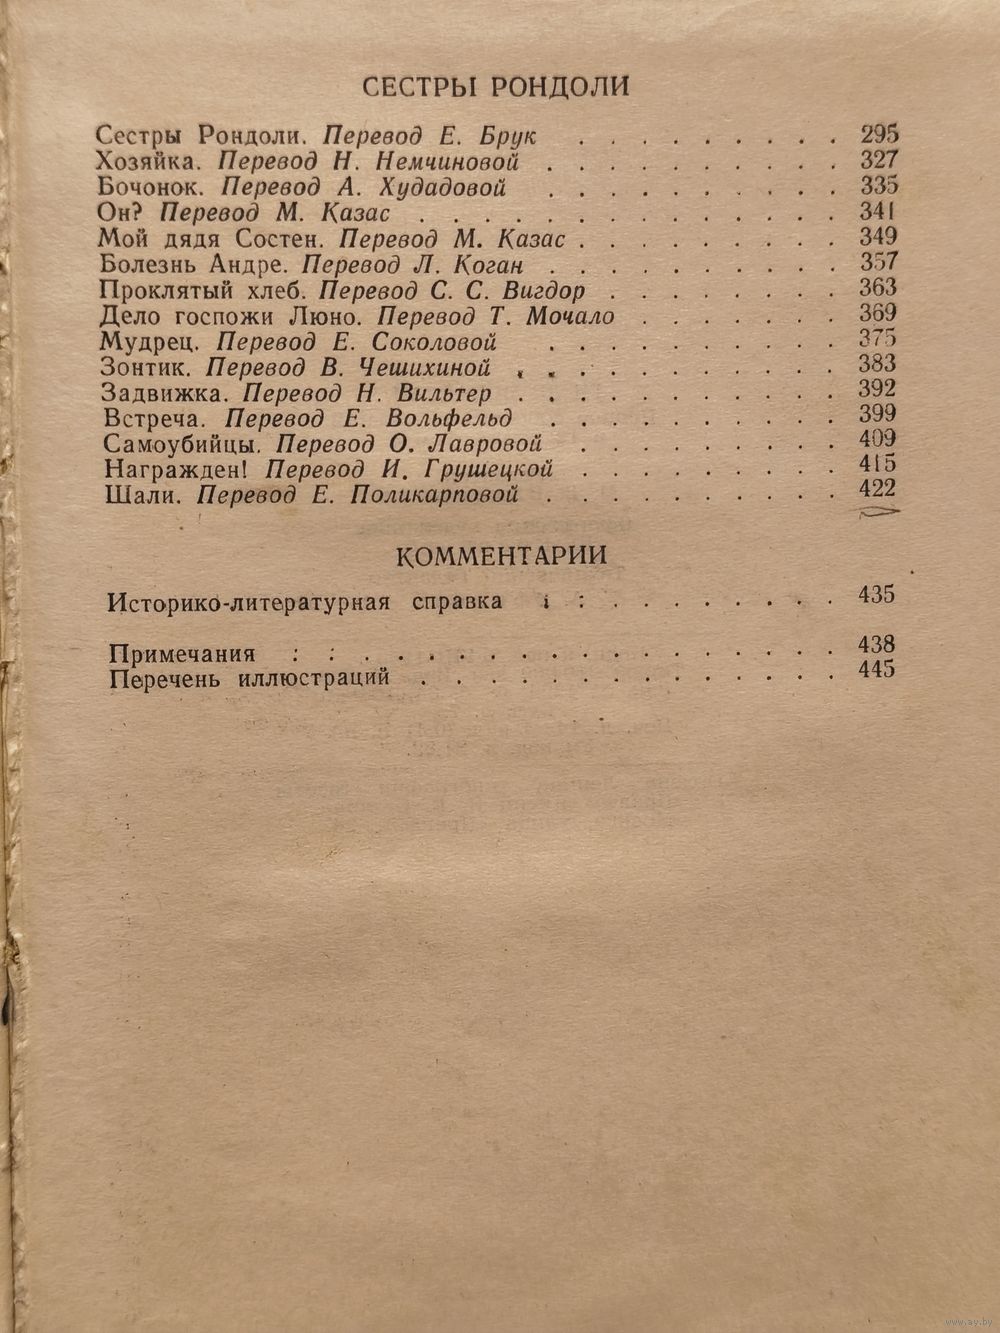 СЕСТРЫ РОНДОЛИ
Сестры Рондоли. Перевод Е. Брук . . . . . . . . . 295
Хозяйка. Перевод Н. Немчиновой . . . . . . . . . . 327
Бочонок. Перевод А. Худадовой . . . . . . . . . . 335
Он? Перевод М. Казас . . . . . . . . . . . . . . 341
Мой дядя Состен. Перевод М. Казас . . . . . . . . . 349
Болезнь Андре. Перевод Л. Коган . . . . . . . . . . 357
Проклятый хлеб. Перевод С. С. Вигдор . . . . . . . . 363
Дело госпожи Люно. Перевод Т. Мочало . . . . . . . 369
Мудрец. Перевод Е. Соколовой . . . . . . . . . . 375
Зонтик. Перевод В. Чешихиной . . . . . . . . . . . 383
Задвижка. Перевод Н. Вильтер . . . . . . . . . . . 392
Встреча. Перевод Е. Вольфельд . . . . . . . . . . 399
Самоубийцы. Перевод О. Лавровой . . . . . . . . . 409
Награжден! Перевод И. Грушецкой . . . . . . . . . 415
Шали. Перевод Е. Поликарповой . . . . . . . . . . 422
КОММЕНТАРИИ
Историко-литературная справка . : . . . . . . . . 435
Примечания : : . . . . . . . . . . . . . . . . 438
Перечень иллюстраций . . . . . . . . . . . . . . 445
www.ay.by